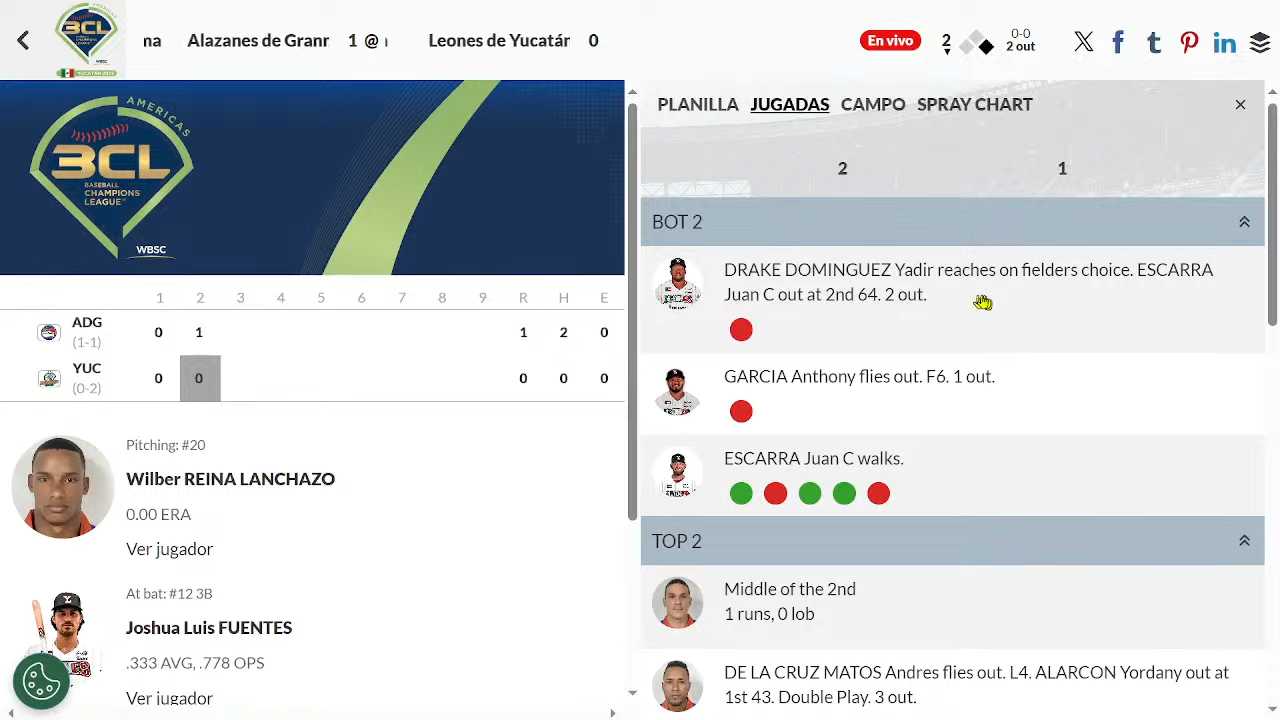 3CL
WBSC
YUCATÁN 2023
na
Alazanes de Granr
1 @
Leones de Yucatár
0
En vivo
2
0-0
2 out
PLANILLA JUGADAS CAMPO SPRAY CHART
AMERICAS
3CL
BASEBALL
CHAMPIONS
LEAGUE™
WBSC
2 1
BOT 2
DRAKE DOMINGUEZ Yadir reaches on fielders choice. ESCARRA
Juan C out at 2nd 64. 2 out.
1 2 3 4 5 6 7 8 9 R H E
ADG 0 1 1 2 0
(1-1)
YUC 0 0 0 0 0
(0-2)
GARCIA Anthony flies out. F6. 1 out.
ESCARRA Juan C walks.
Pitching: #20
Wilber REINA LANCHAZO
0.00 ERA
Ver jugador
TOP 2
Middle of the 2nd
1 runs, 0 lob
At bat: #12 3B
Joshua Luis FUENTES
.333 AVG, .778 OPS
Ver jugador
DE LA CRUZ MATOS Andres flies out. L4. ALARCON Yordany out at
1st 43. Double Play. 3 out.